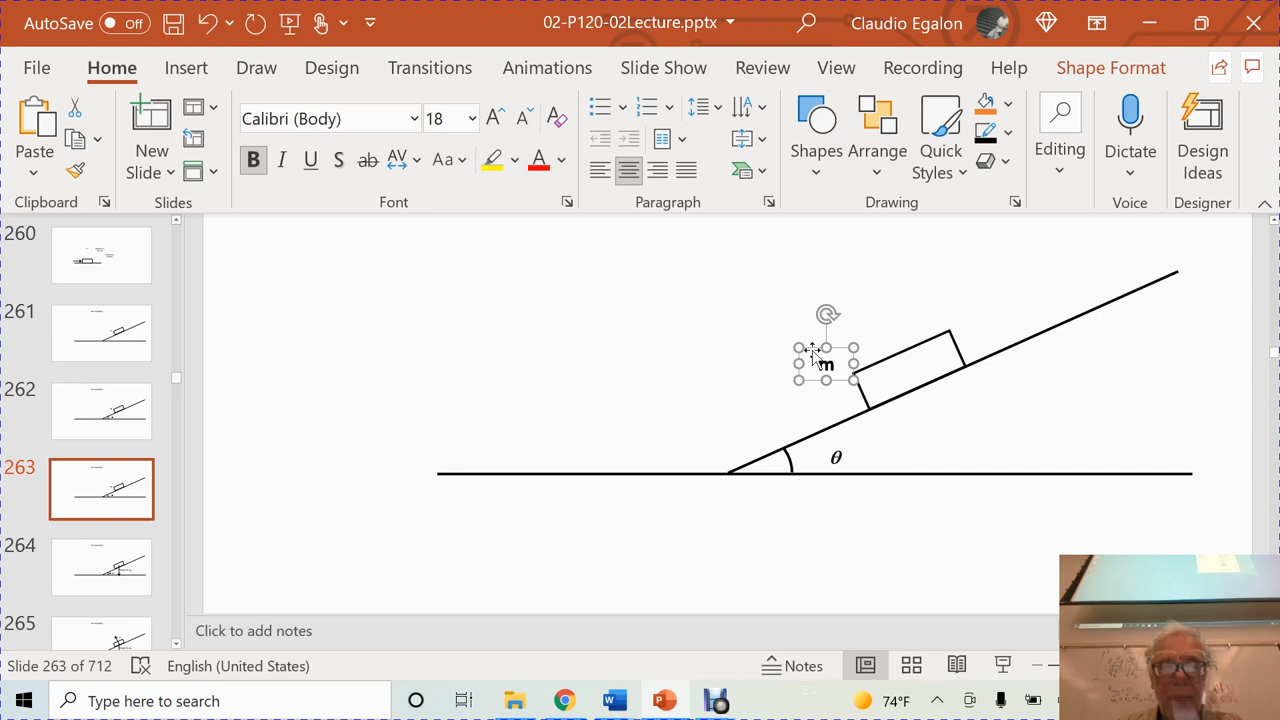 AutoSave Off 02-P120-02Lecture.pptx Claudio Egalon
File Home Insert Draw Design Transitions Animations Slide Show Review View Recording Help Shape Format
Paste New Slide Calibri (Body) 18 Shapes Arrange Quick Styles Editing Dictate Design Ideas
B I U S ab AV Aa A
Clipboard Slides Font Paragraph Drawing Voice Designer
260
261
262
263
264
265
m
θ
Click to add notes
Slide 263 of 712 English (United States) Notes
Type here to search 74°F